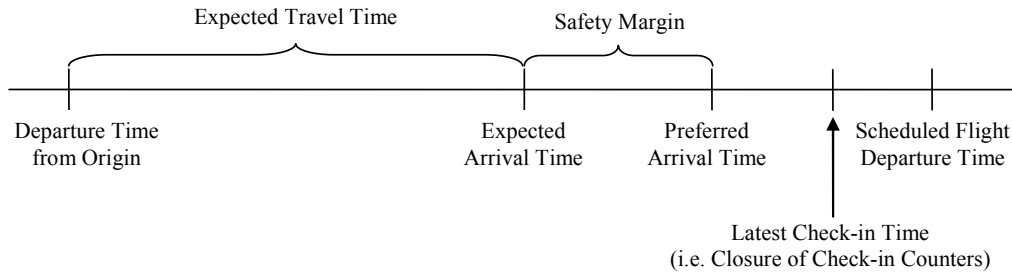 Expected Travel Time
Safety Margin
Departure Time
from Origin
Expected
Arrival Time
Preferred
Arrival Time
Scheduled Flight
Departure Time
Latest Check-in Time
(i.e. Closure of Check-in Counters)